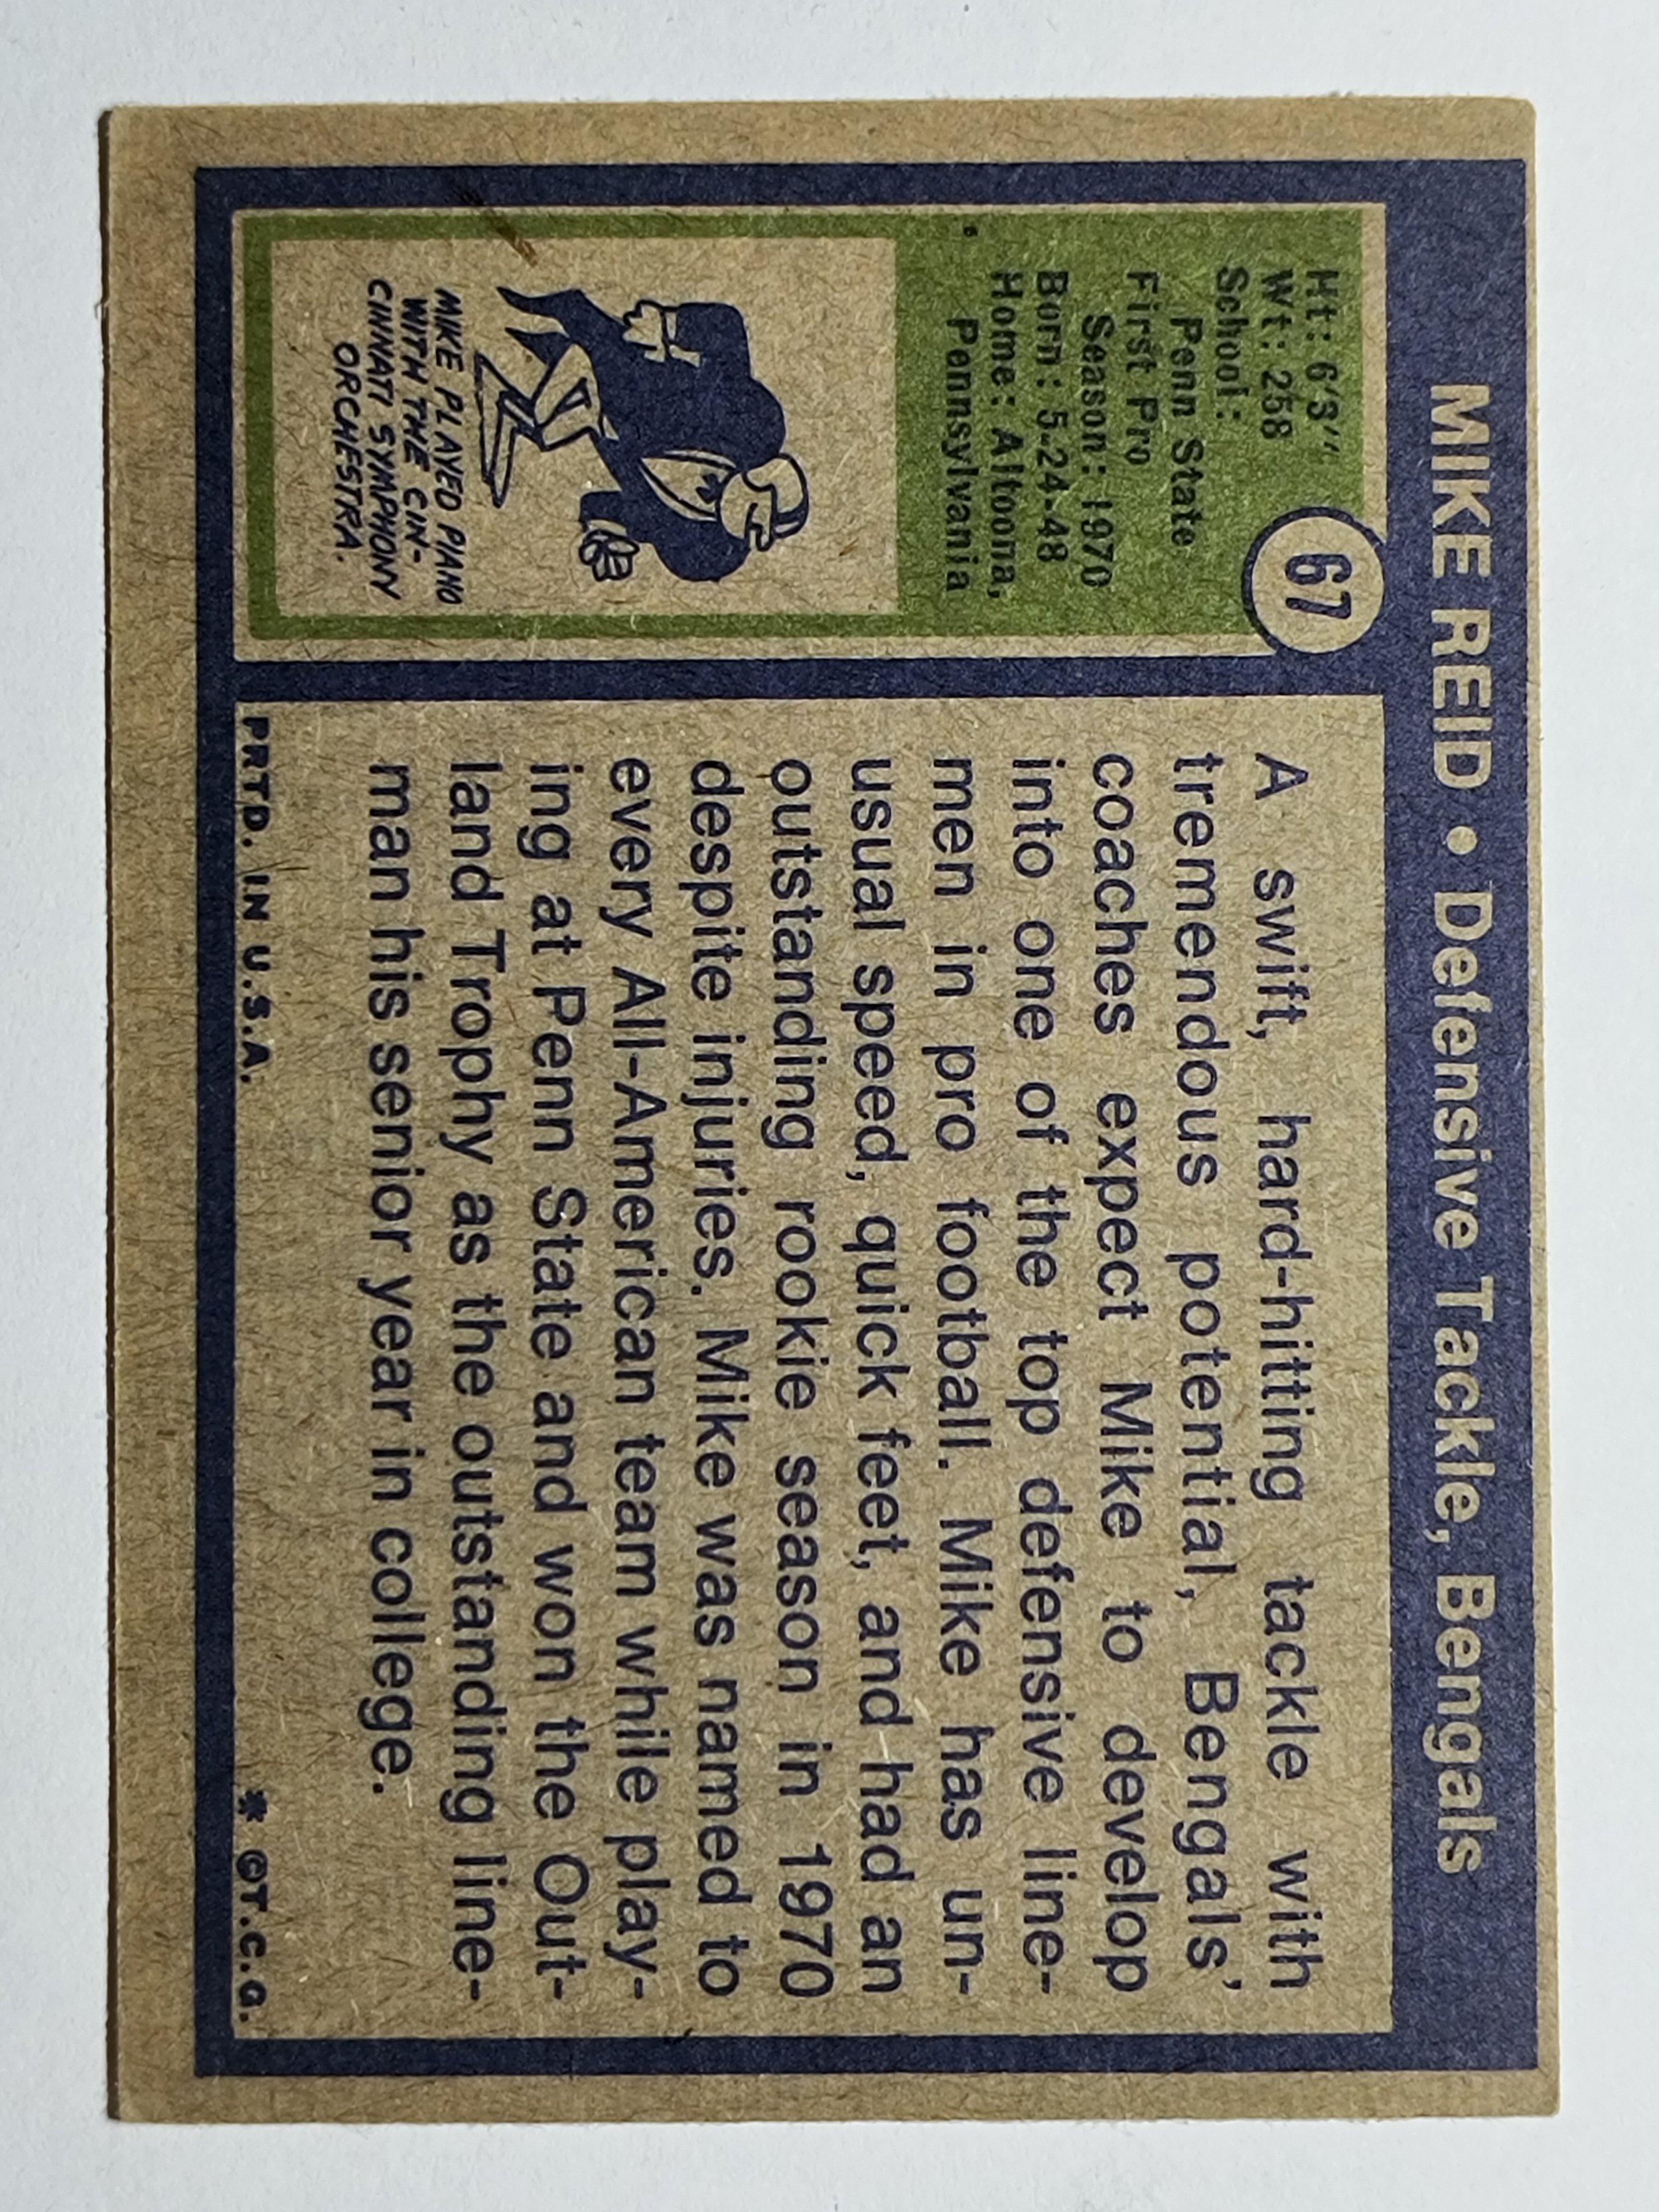 MIKE REID • Defensive Tackle, Bengals
67
Ht: 6'3"
Wt: 258
School:
Penn State
First Pro
Season: 1970
Born: 5-24-48
Home: Altoona,
Pennsylvania
MIKE PLAYED PIANO
WITH THE CIN-
CINNATI SYMPHONY
ORCHESTRA.
A swift, hard-hitting tackle with
tremendous potential, Bengals'
coaches expect Mike to develop
into one of the top defensive line-
men in pro football. Mike has un-
usual speed, quick feet, and had an
outstanding rookie season in 1970
despite injuries. Mike was named to
every All-American team while play-
ing at Penn State and won the Out-
land Trophy as the outstanding line-
man his senior year in college.
PRTD. IN U.S.A.
* ©T.C.G.